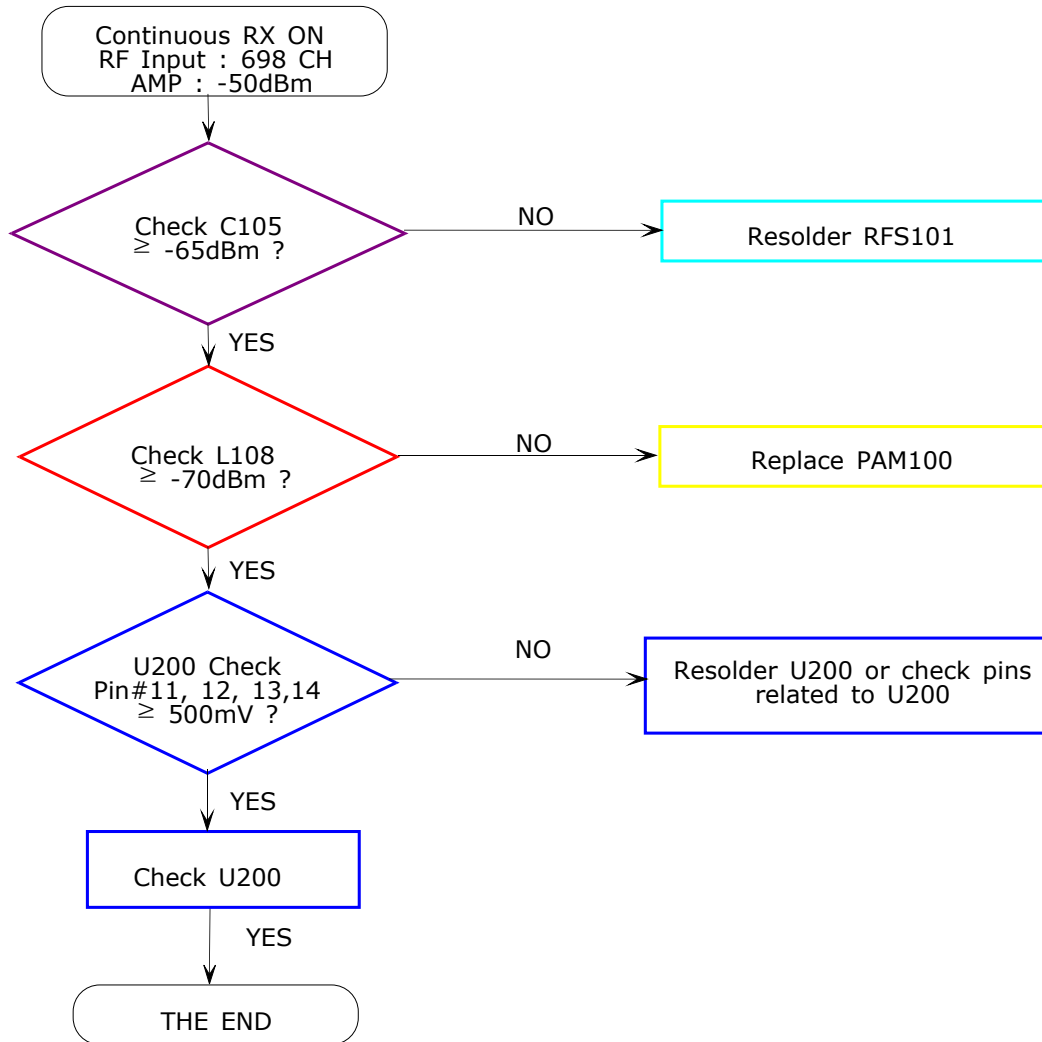 Continuous RX ON
RF Input : 698 CH
AMP : -50dBm
Check C105
≥ -65dBm ?
NO
Resolder RFS101
YES
Check L108
≥ -70dBm ?
NO
Replace PAM100
YES
U200 Check
Pin#11, 12, 13,14
≥ 500mV ?
NO
Resolder U200 or check pins
related to U200
YES
Check U200
YES
THE END